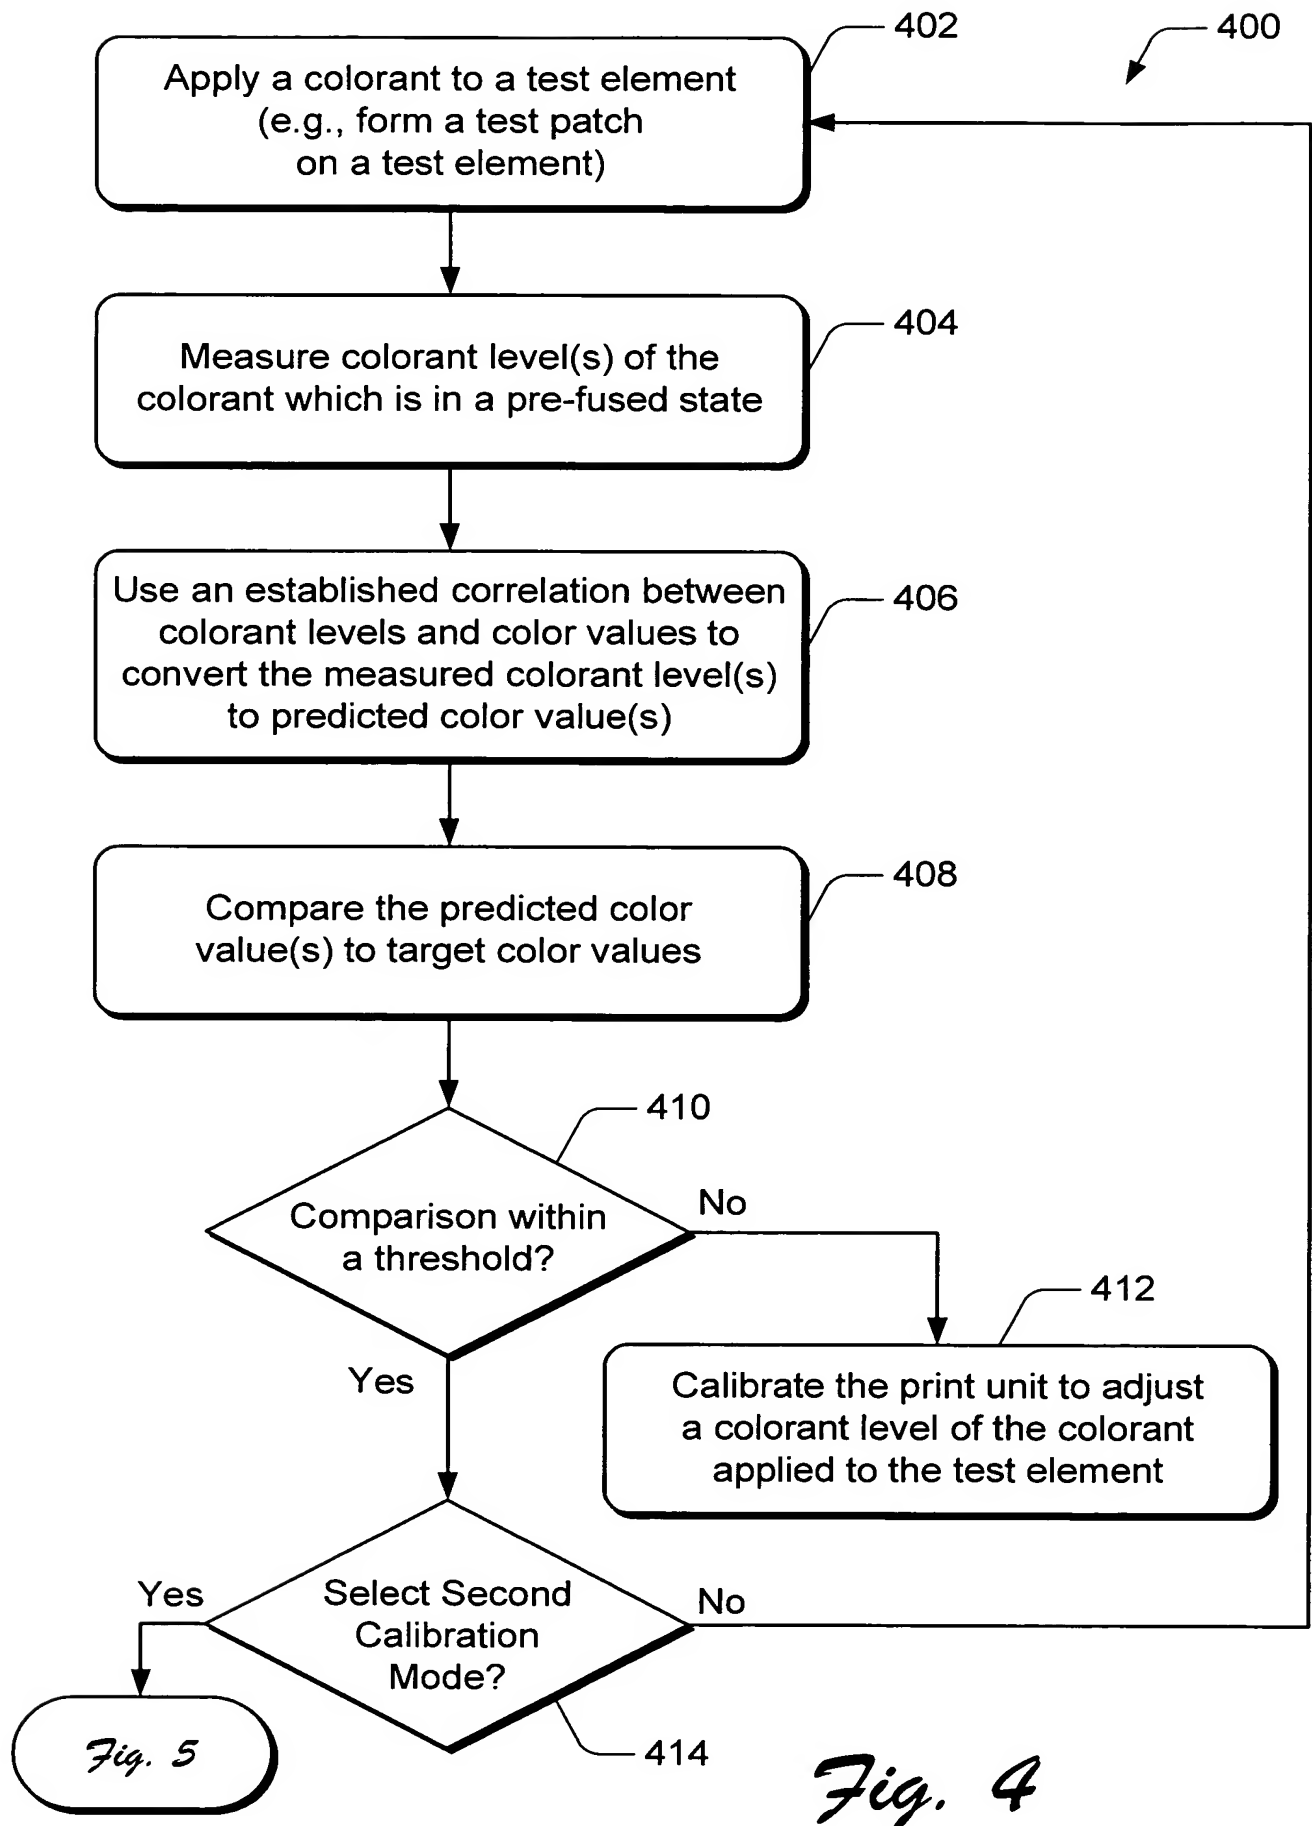 402
400
Apply a colorant to a test element
(e.g., form a test patch
on a test element)
404
Measure colorant level(s) of the
colorant which is in a pre-fused state
406
Use an established correlation between
colorant levels and color values to
convert the measured colorant level(s)
to predicted color value(s)
408
Compare the predicted color
value(s) to target color values
410
Comparison within
a threshold?
No
412
Yes
Calibrate the print unit to adjust
a colorant level of the colorant
applied to the test element
Yes
Select Second
Calibration
Mode?
No
414
Fig. 5
Fig. 4